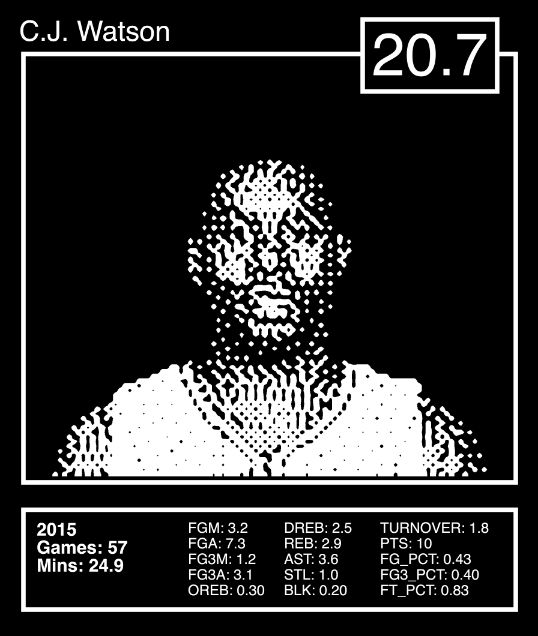 C.J. Watson
20.7
2015
Games: 57
Mins: 24.9
FGM: 3.2
FGA: 7.3
FG3M: 1.2
FG3A: 3.1
OREB: 0.30
DREB: 2.5
REB: 2.9
AST: 3.6
STL: 1.0
BLK: 0.20
TURNOVER: 1.8
PTS: 10
FG_PCT: 0.43
FG3_PCT: 0.40
FT_PCT: 0.83